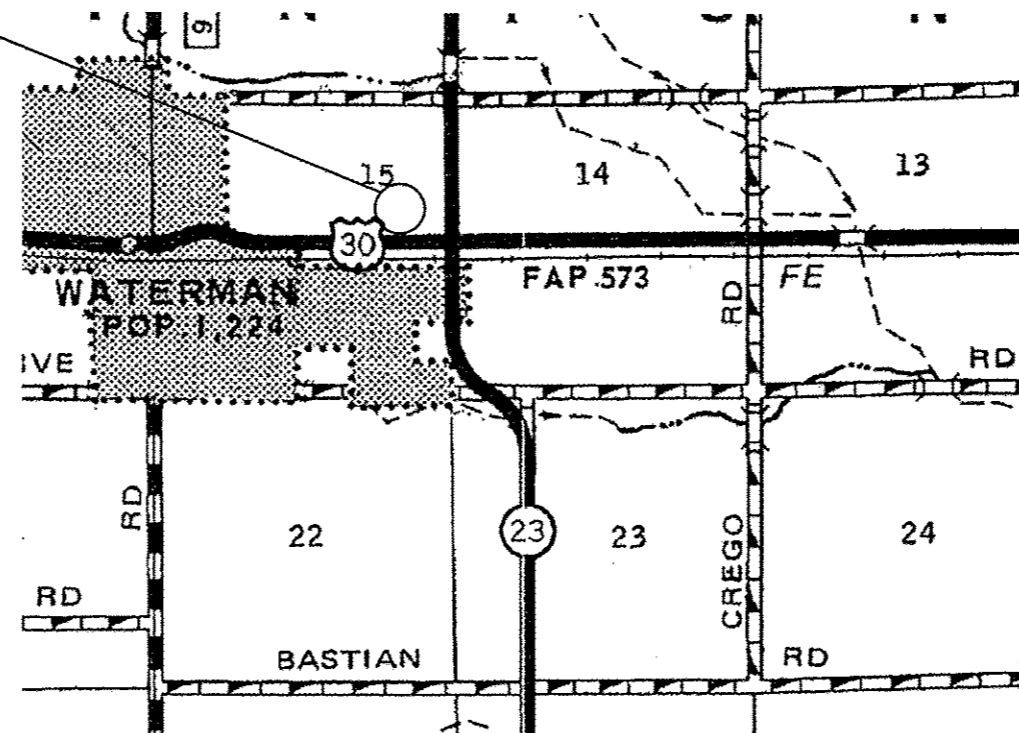 9
15
14
13
30
WATERMAN
POP. 1,224
FAP 573
RD
FE
IVE
RD
RD
22
23
23
CREGO
24
RD
BASTIAN
RD